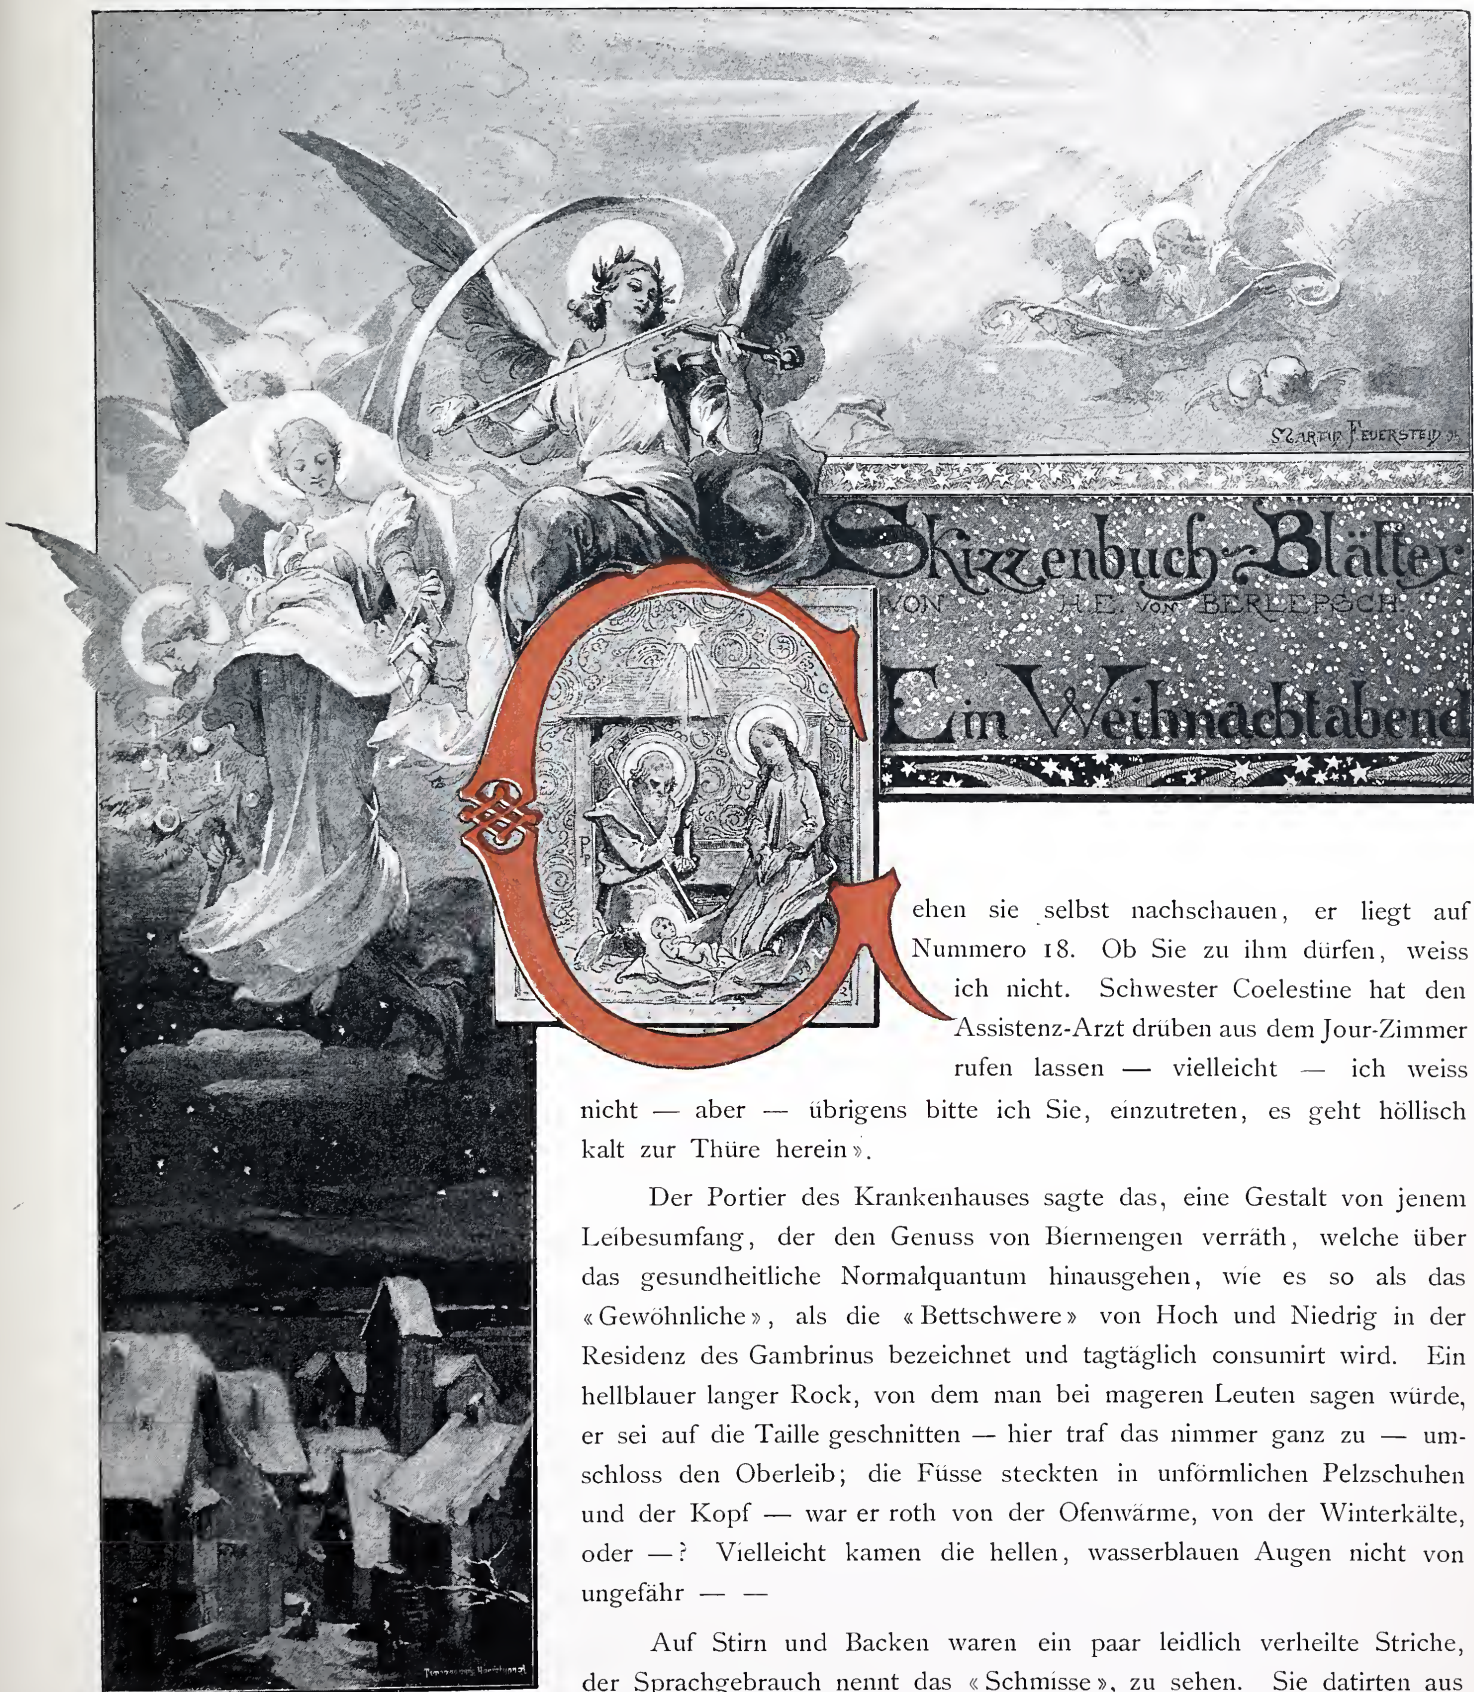 MARTIN FEUERSTEIN
Skizzenbuch-Blätter
VON H. E. VON BERLEPSCH.
Ein Weihnachtabend
Gehen sie selbst nachschauen, er liegt auf
Nummero 18. Ob Sie zu ihm dürfen, weiss
ich nicht. Schwester Coelestine hat den
Assistenz-Arzt drüben aus dem Jour-Zimmer
rufen lassen — vielleicht — ich weiss
nicht — aber — übrigens bitte ich Sie, einzutreten, es geht höllisch
kalt zur Thüre herein».
Der Portier des Krankenhauses sagte das, eine Gestalt von jenem
Leibesumfang, der den Genuss von Biermengen verräth, welche über
das gesundheitliche Normalquantum hinausgehen, wie es so als das
«Gewöhnliche», als die «Bettschwere» von Hoch und Niedrig in der
Residenz des Gambrinus bezeichnet und tagtäglich consumirt wird. Ein
hellblauer langer Rock, von dem man bei mageren Leuten sagen würde,
er sei auf die Taille geschnitten — hier traf das nimmer ganz zu — um-
schloss den Oberleib; die Füsse steckten in unförmlichen Pelzschuhen
und der Kopf — war er roth von der Ofenwärme, von der Winterkälte,
oder —? Vielleicht kamen die hellen, wasserblauen Augen nicht von
ungefähr — —
Auf Stirn und Backen waren ein paar leidlich verheilte Striche,
der Sprachgebrauch nennt das «Schmisse», zu sehen. Sie datirten aus